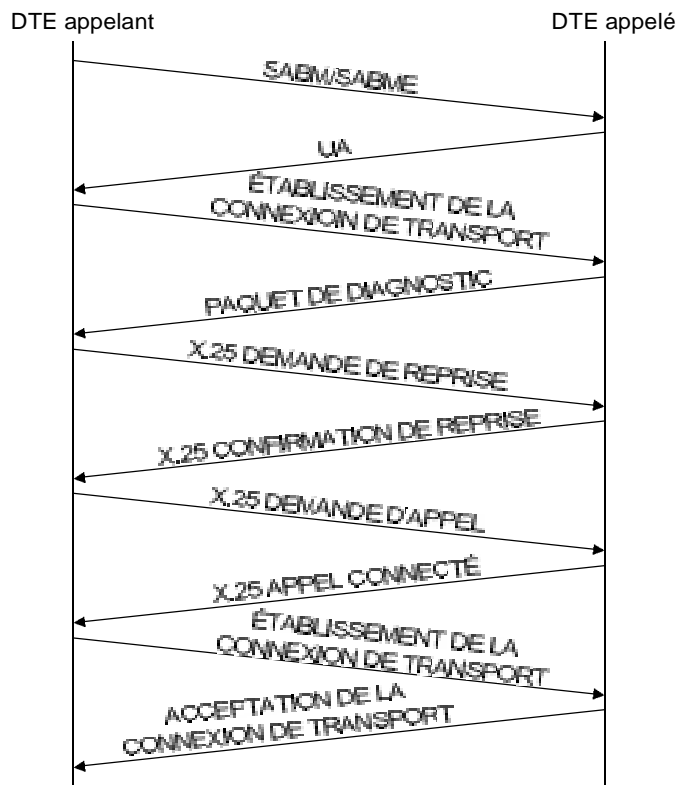 DTE appelant
DTE appelé
SABM/SABME
UA
ÉTABLISSEMENT DE LA
CONNEXIOIN DE TRANSPORT
PAQUET DE DIAGNOSTIC
X.25 DEMANDE DE REPRISE
X.25 CONFIRMATION DE REPRISE
X.25 DEMANDE D'APPEL
X.25 APPEL CONNECTÉ
ÉTABLISSEMENT DE LA
CONNEXION DE TRANSPORT
ACCEPTATION DE LA
CONNEXION DE TRANSPORT